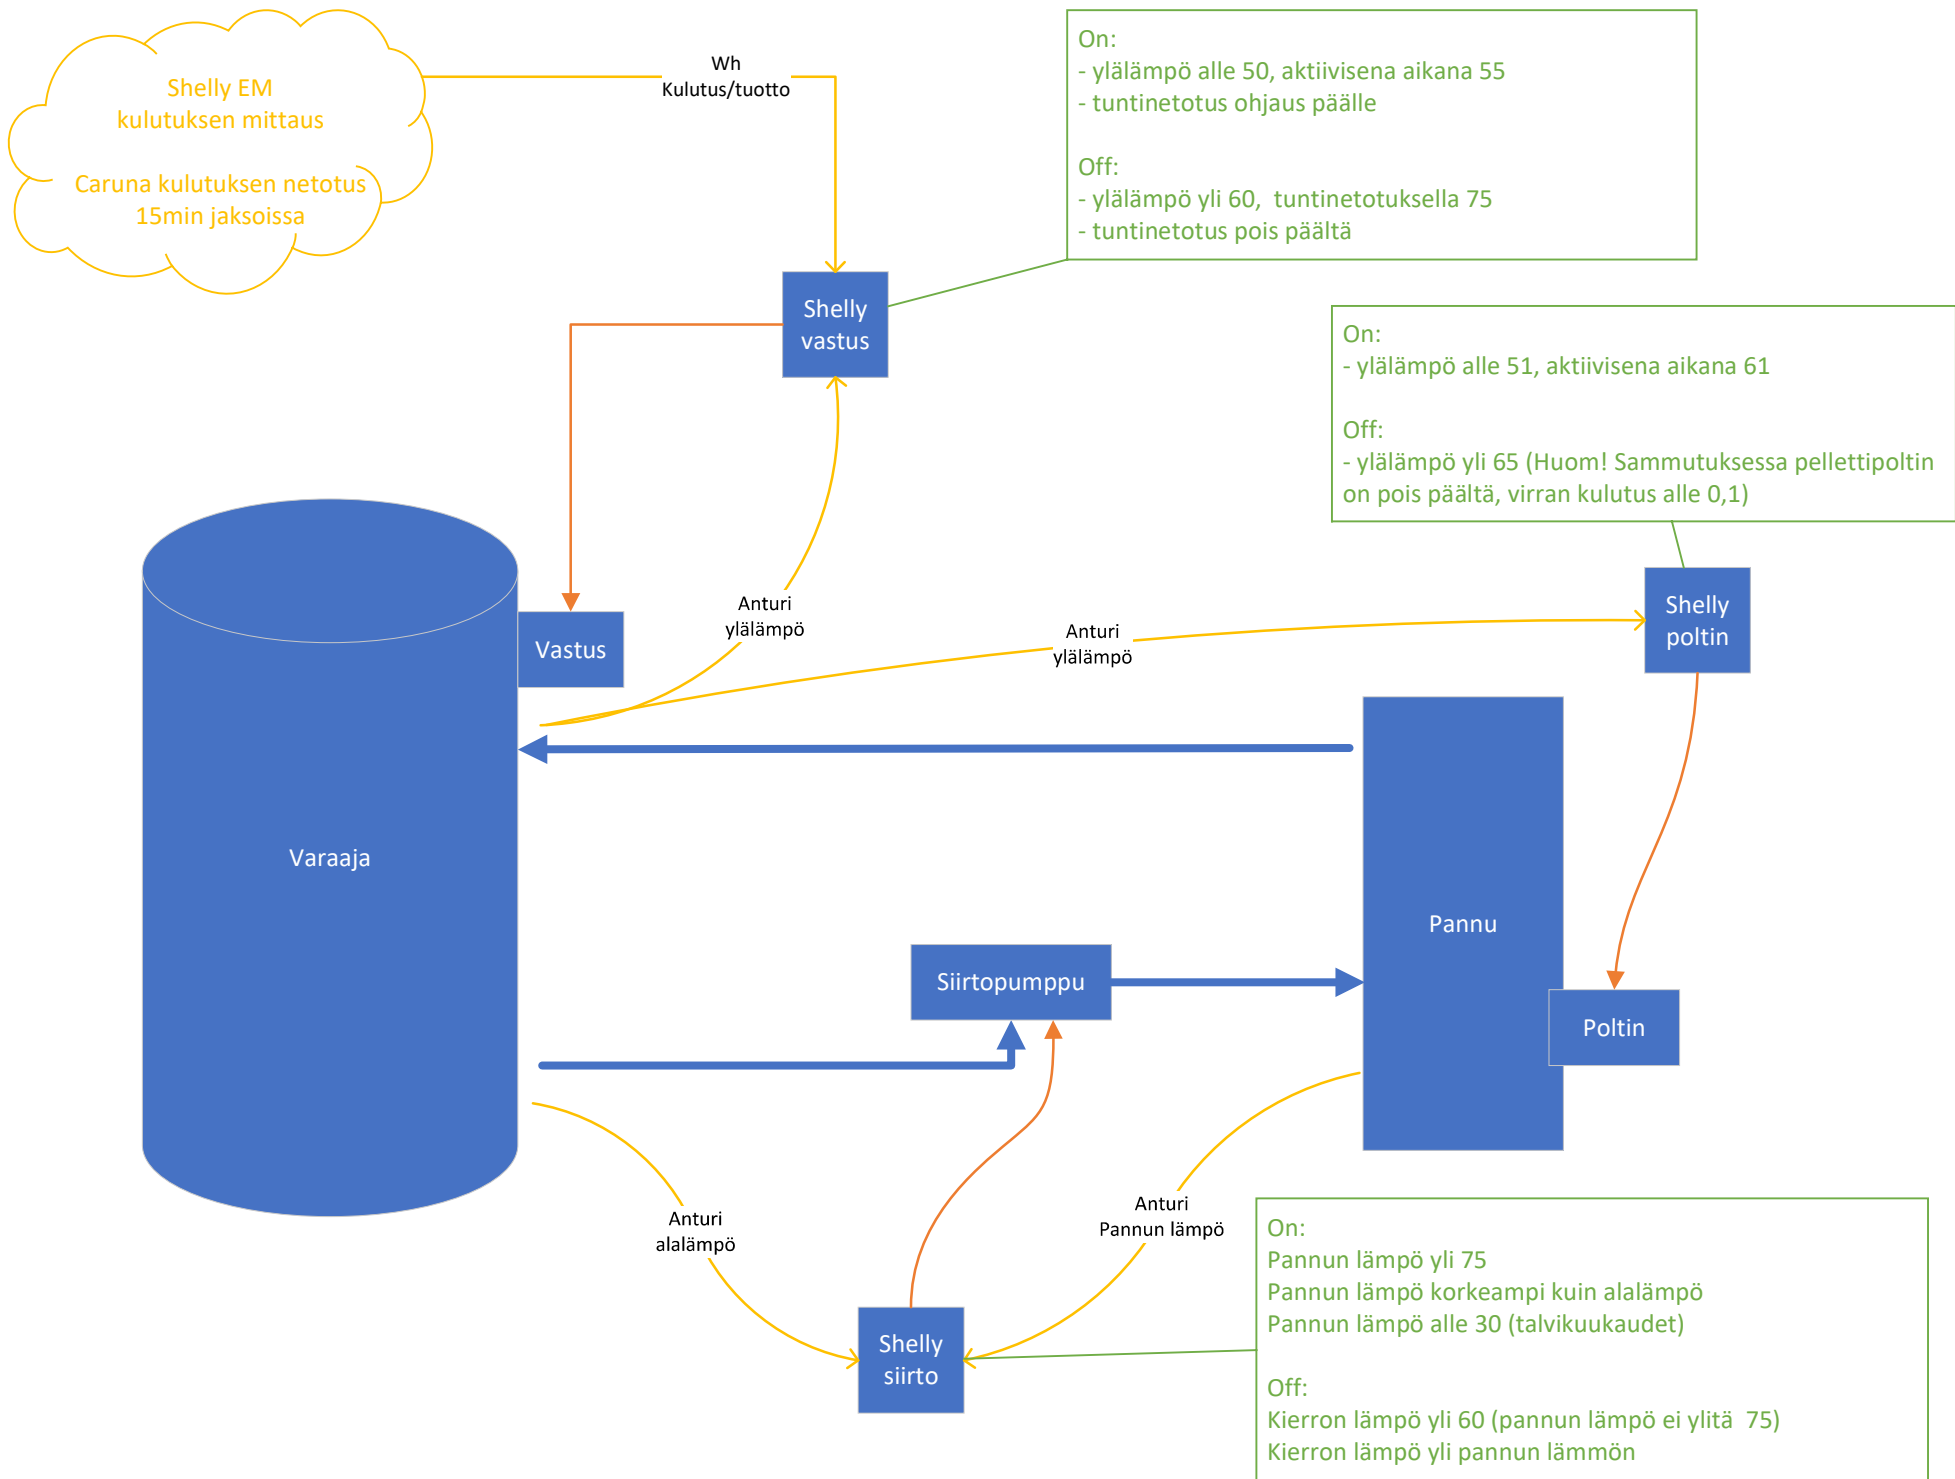 Shelly EM
kulutuksen mittaus
Caruna kulutuksen netotus
15min jaksoissa
Wh
Kulutus/tuotto
On:
- ylälämpö alle 50, aktiivisena aikana 55
- tuntinetotus ohjaus päälle
Off:
- ylälämpö yli 60,  tuntinetotuksella 75
- tuntinetotus pois päältä
Shelly
vastus
On:
- ylälämpö alle 51, aktiivisena aikana 61
Off:
- ylälämpö yli 65 (Huom! Sammutuksessa pellettipoltin
on pois päältä, virran kulutus alle 0,1)
Shelly
poltin
Anturi
ylälämpö
Anturi
ylälämpö
Vastus
Varaaja
Pannu
Siirtopumppu
Poltin
Anturi
alalämpö
Anturi
Pannun lämpö
Shelly
siirto
On:
Pannun lämpö yli 75
Pannun lämpö korkeampi kuin alalämpö
Pannun lämpö alle 30 (talvikuukaudet)
Off:
Kierron lämpö yli 60 (pannun lämpö ei ylitä  75)
Kierron lämpö yli pannun lämmön